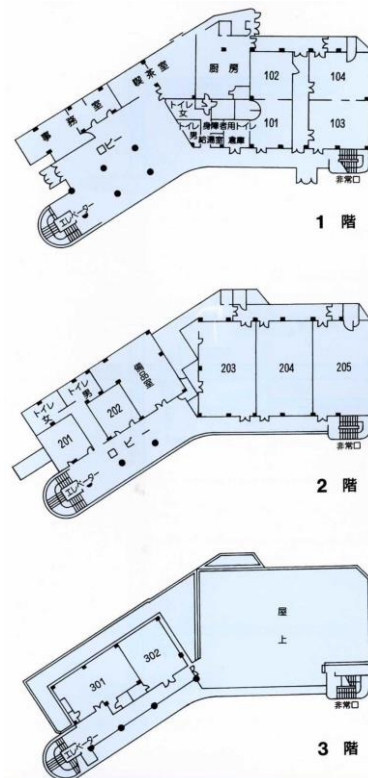 事務室
喫茶室
厨房
102
104
トイレ
女
トイレ
男
身障者用トイレ
給湯室
倉庫
101
103
ロビー
エレベーター
非常口
1 階
トイレ
女
トイレ
男
備品室
203
204
205
202
201
ロビー
エレベーター
非常口
2 階
屋上
302
301
エレベーター
非常口
3 階